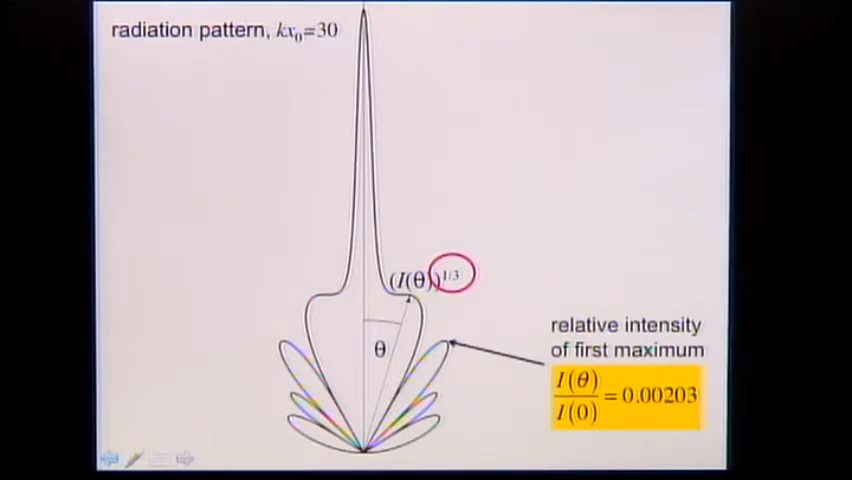 radiation pattern, kx₀=30
(I(θ))^1/3
θ
relative intensity
of first maximum
I(θ)/I(0) = 0.00203